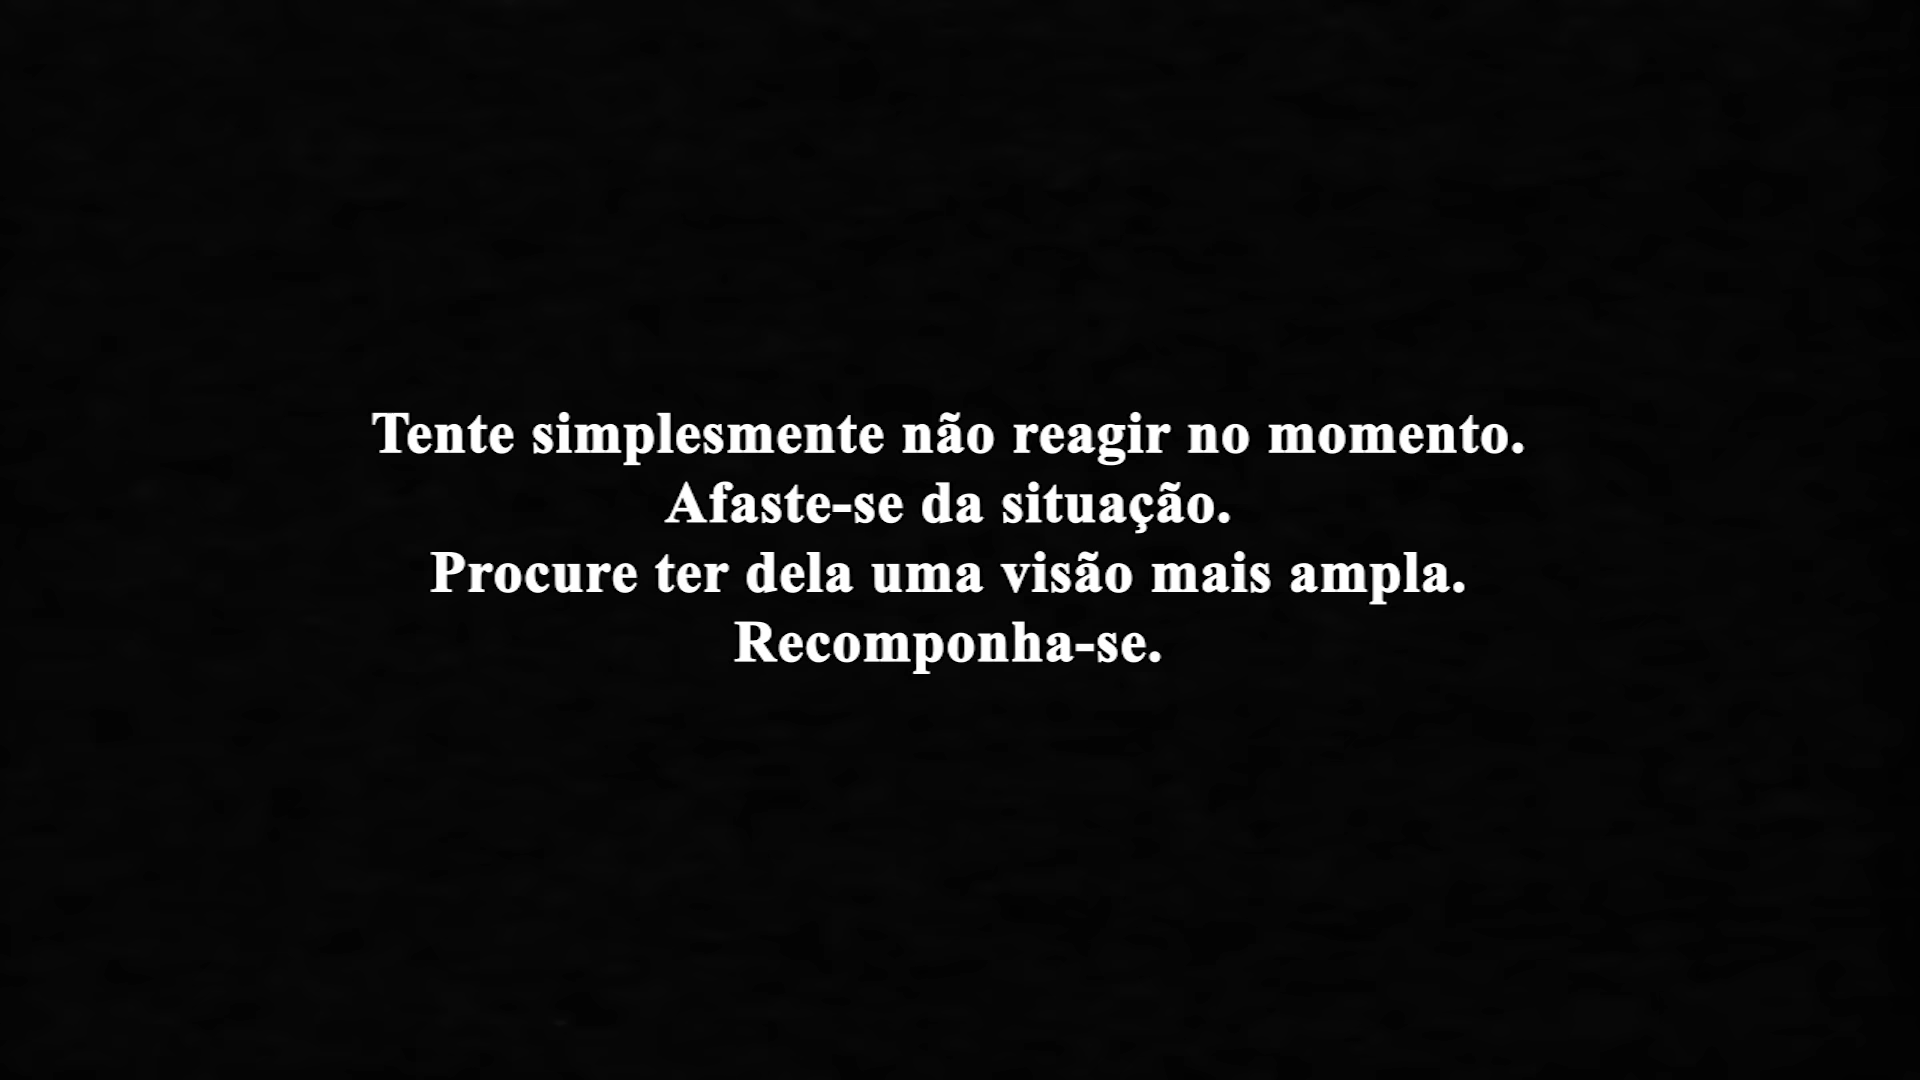 Tente simplesmente não reagir no momento.
Afaste-se da situação.
Procure ter dela uma visão mais ampla.
Recomponha-se.